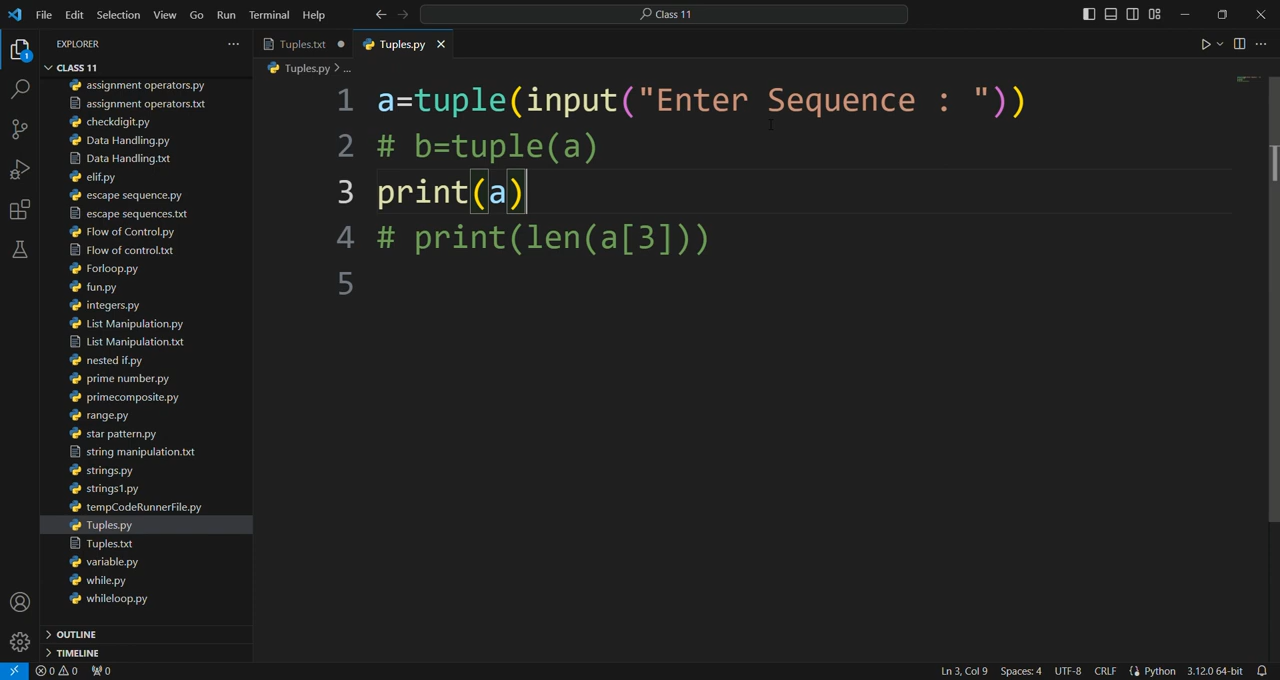 File Edit Selection View Go Run Terminal Help
Class 11
EXPLORER
Tuples.txt
Tuples.py
CLASS 11
Tuples.py > ...
assignment operators.py
assignment operators.txt
checkdigit.py
Data Handling.py
Data Handling.txt
elif.py
escape sequence.py
escape sequences.txt
Flow of Control.py
Flow of control.txt
Forloop.py
fun.py
integers.py
List Manipulation.py
List Manipulation.txt
nested if.py
prime number.py
primecomposite.py
range.py
star pattern.py
string manipulation.txt
strings.py
strings1.py
tempCodeRunnerFile.py
Tuples.py
Tuples.txt
variable.py
while.py
whileloop.py
OUTLINE
TIMELINE
1 a=tuple(input("Enter Sequence : "))
2 # b=tuple(a)
3 print(a)
4 # print(len(a[3]))
5
1
0 0 0
Ln 3, Col 9 Spaces: 4 UTF-8 CRLF Python 3.12.0 64-bit